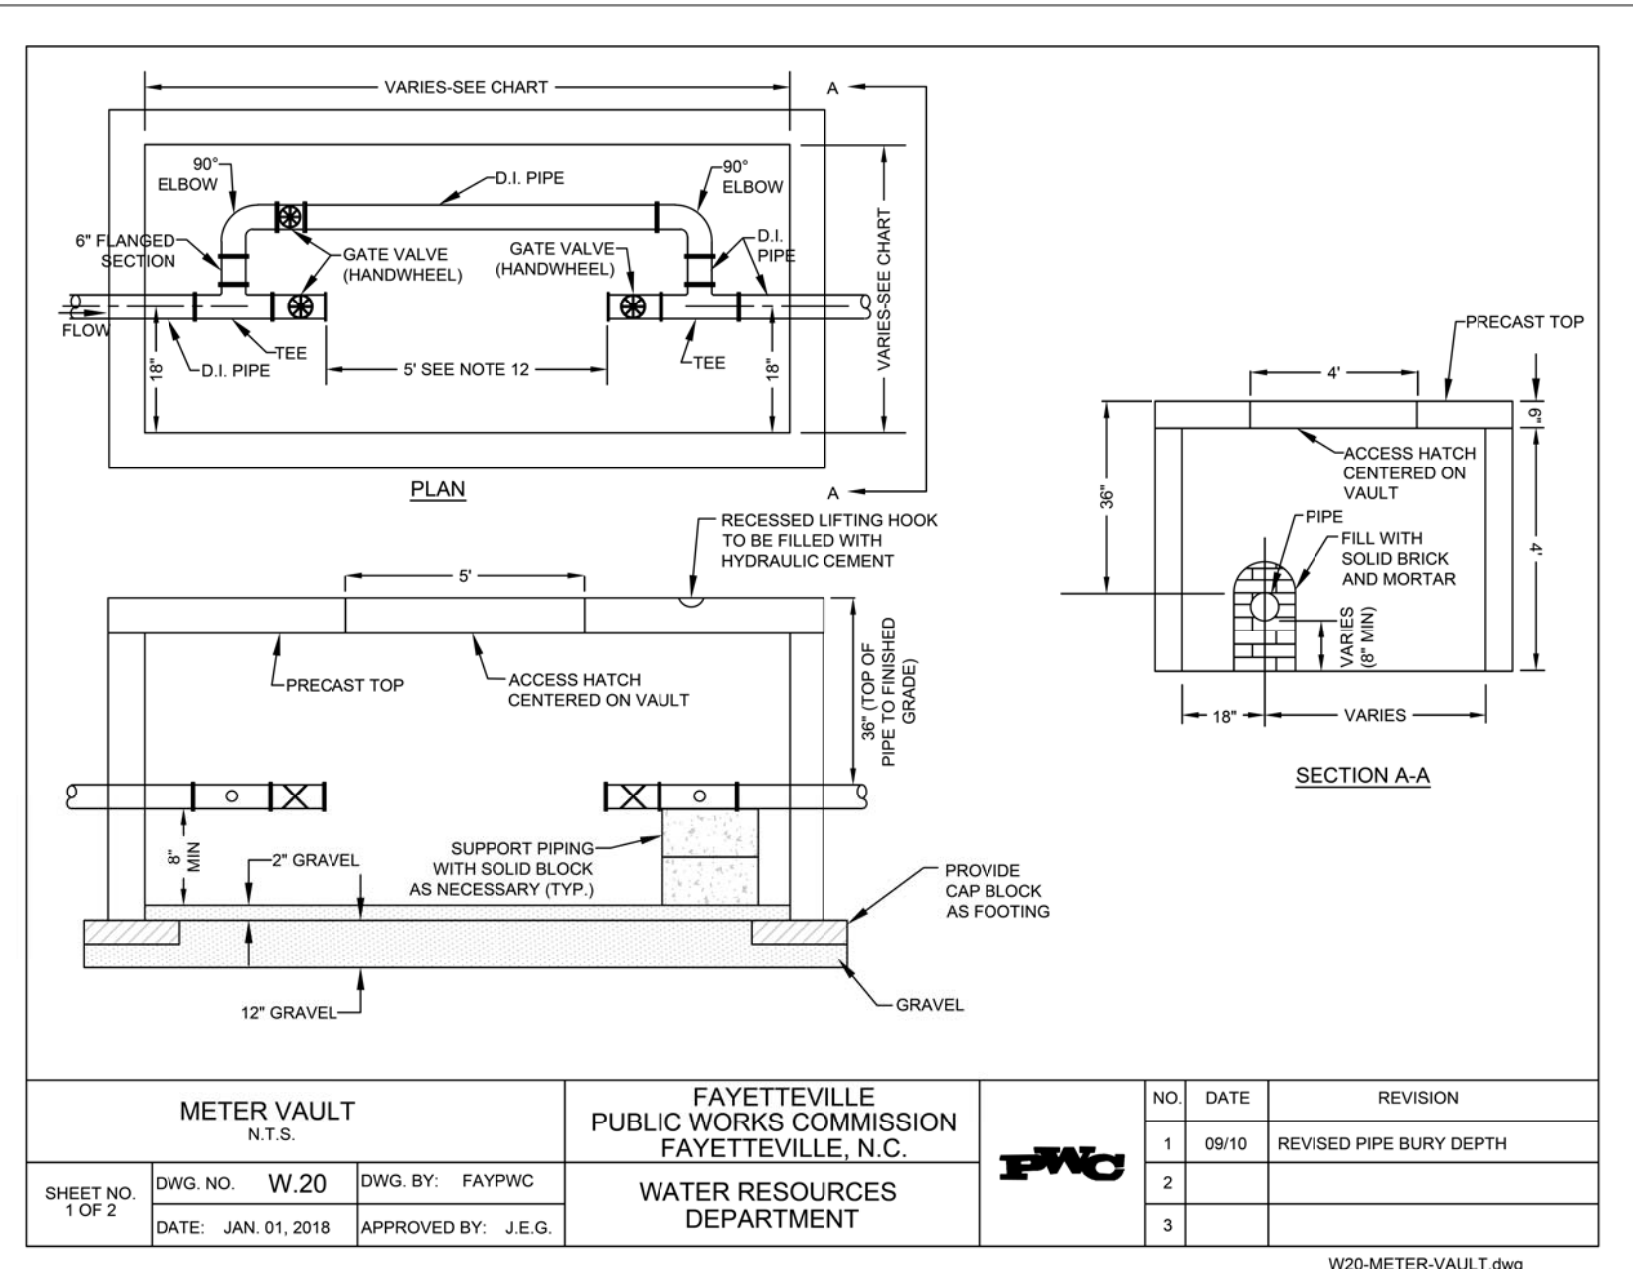 VARIES-SEE CHART
A
90°
ELBOW
D.I. PIPE
90°
ELBOW
6" FLANGED
SECTION
GATE VALVE
(HANDWHEEL)
GATE VALVE
(HANDWHEEL)
D.I.
PIPE
VARIES-SEE CHART
FLOW
TEE
D.I. PIPE
18"
5' SEE NOTE 12
TEE
18"
PLAN
A
PRECAST TOP
4'
6"
36"
ACCESS HATCH
CENTERED ON
VAULT
PIPE
FILL WITH
SOLID BRICK
AND MORTAR
4'
VARIES
(8" MIN)
18"
VARIES
SECTION A-A
RECESSED LIFTING HOOK
TO BE FILLED WITH
HYDRAULIC CEMENT
5'
PRECAST TOP
ACCESS HATCH
CENTERED ON VAULT
36" (TOP OF
PIPE TO FINISHED
GRADE)
8"
MIN
2" GRAVEL
SUPPORT PIPING
WITH SOLID BLOCK
AS NECESSARY (TYP.)
PROVIDE
CAP BLOCK
AS FOOTING
12" GRAVEL
GRAVEL
METER VAULT
N.T.S.
SHEET NO.
1 OF 2
DWG. NO. W.20
DWG. BY: FAYPWC
DATE: JAN. 01, 2018
APPROVED BY: J.E.G.
FAYETTEVILLE
PUBLIC WORKS COMMISSION
FAYETTEVILLE, N.C.
WATER RESOURCES
DEPARTMENT
PWC
NO. DATE REVISION
1 09/10 REVISED PIPE BURY DEPTH
2
3
W20-METER-VAULT.dwg